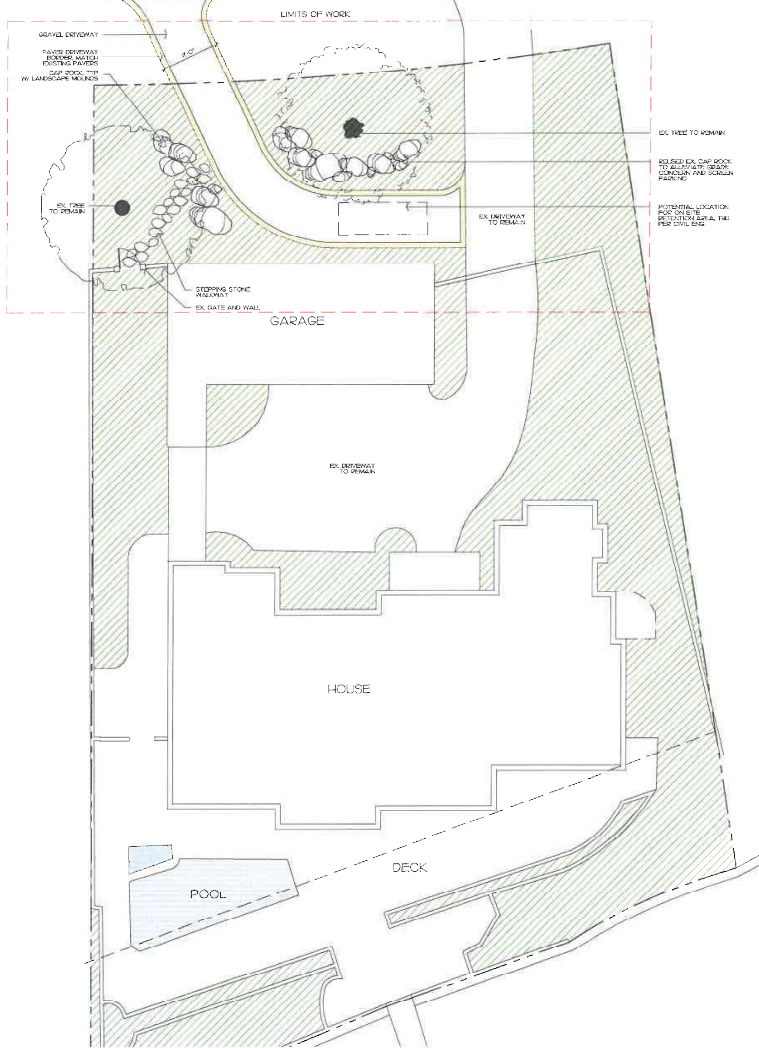 LIMITS OF WORK
GRAVEL DRIVEWAY
PAVER DRIVEWAY
BORDER, MATCH
EXISTING PAVERS
CAP ROCK, TYP
W/ LANDSCAPE MOUNDS
EX. TREE TO REMAIN
REUSED EX. CAP ROCK
TO ALLEVIATE GRADE
CONCERN AND SCREEN
PARKING
EX. TREE
TO REMAIN
POTENTIAL LOCATION
FOR ON SITE
RETENTION AREA, TBD
PER CIVIL ENG.
EX. DRIVEWAY
TO REMAIN
STEPPING STONE
WALKWAY
EX. GATE AND WALL
GARAGE
EX. DRIVEWAY
TO REMAIN
HOUSE
DECK
POOL